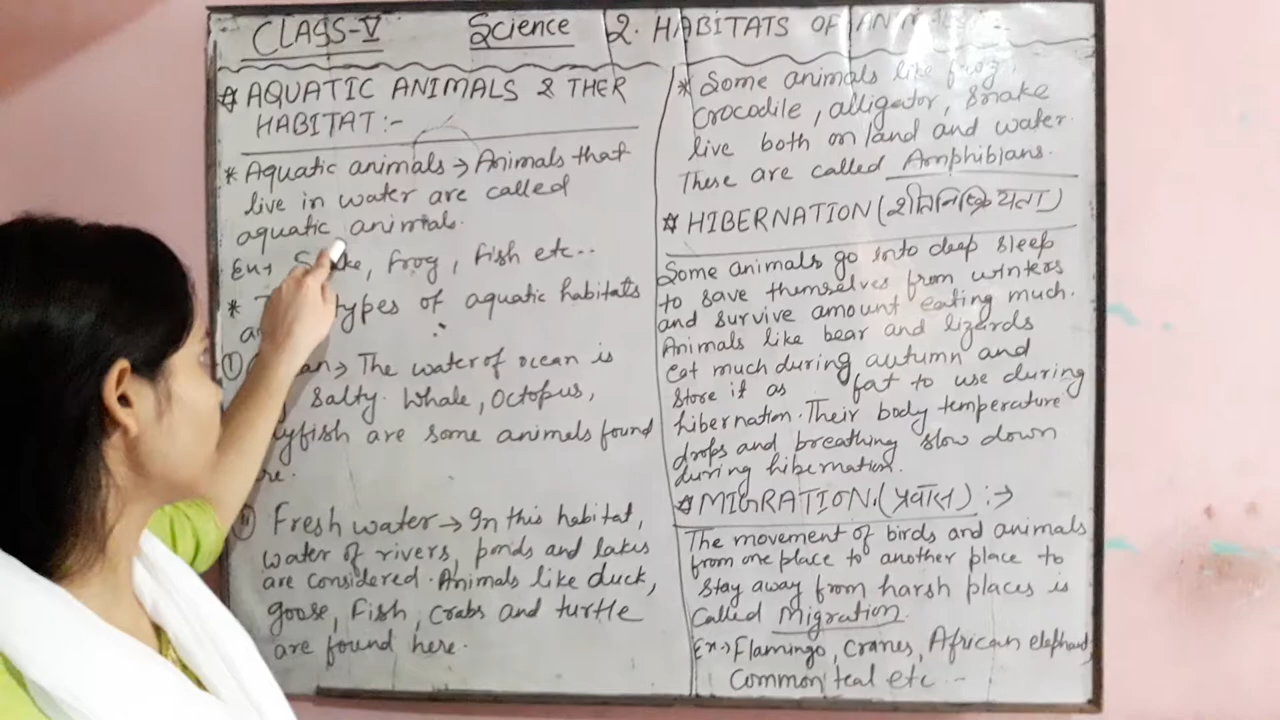 CLASS-V Science 2. HABITATS OF ANIMALS :-
# AQUATIC ANIMALS & THER
HABITAT:-
* Aquatic animals → Animals that
live in water are called
aquatic animals.
Ex→ Snake, Frog, Fish etc..
* types of aquatic habitats
① → The water of ocean is
Salty. Whale, Octopus,
are some animals found
② Fresh water → In this habitat,
water of rivers, ponds and lakes
are considered. Animals like duck,
goose, Fish, Crabs and turtle
are found here.
* Some animals like frog,
crocodile, alligator, snake
live both on land and water.
These are called Amphibians.
# HIBERNATION (शीतनिष्क्रियता)
Some animals go into deep sleep
to save themselves from winters
and survive amount eating much.
Animals like bear and lizards
eat much during autumn and
store it as fat to use during
hibernation. Their body temperature
drops and breathing slow down
during hibernation.
# MIGRATION. (प्रवास) :→
The movement of birds and animals
from one place to another place to
stay away from harsh places is
called Migration.
Ex:→ Flamingo, Cranes, African elephant,
Common teal etc -